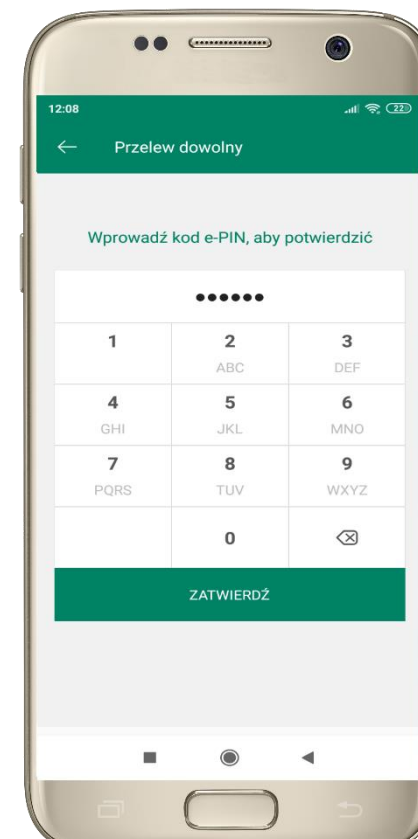 12:08
22
Przelew dowolny
Wprowadź kod e-PIN, aby potwierdzić
••••••
1 2 3
ABC DEF
4 5 6
GHI JKL MNO
7 8 9
PQRS TUV WXYZ
0
ZATWIERDŹ